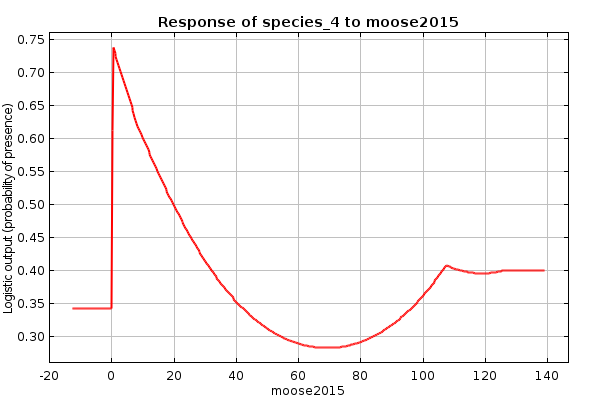 Response of species_4 to moose2015
Logistic output (probability of presence)
0.75
0.70
0.65
0.60
0.55
0.50
0.45
0.40
0.35
0.30
-20 0 20 40 60 80 100 120 140
moose2015